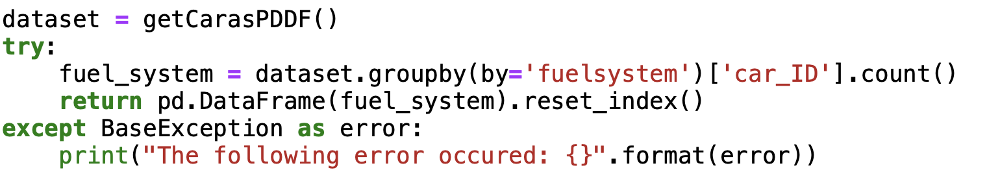 dataset = getCarasPDDF()
try:
    fuel_system = dataset.groupby(by='fuelsystem')['car_ID'].count()
    return pd.DataFrame(fuel_system).reset_index()
except BaseException as error:
    print("The following error occured: {}".format(error))